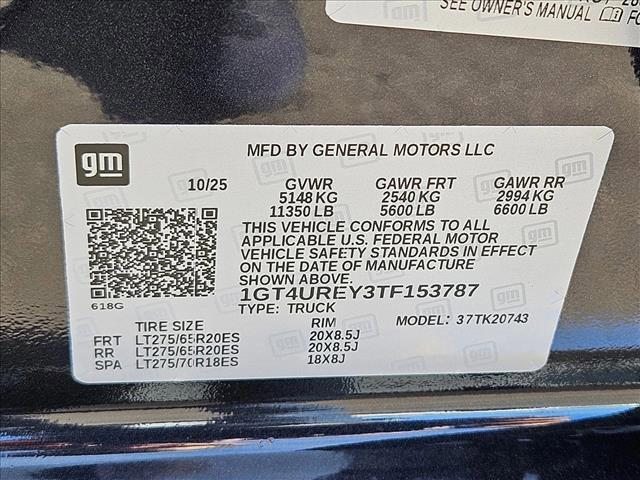 SEE OWNER'S MANUAL
gm
MFD BY GENERAL MOTORS LLC
10/25 GVWR GAWR FRT GAWR RR
5148 KG 2540 KG 2994 KG
11350 LB 5600 LB 6600 LB
THIS VEHICLE CONFORMS TO ALL
APPLICABLE U.S. FEDERAL MOTOR
VEHICLE SAFETY STANDARDS IN EFFECT
ON THE DATE OF MANUFACTURE
SHOWN ABOVE.
1GT4UREY3TF153787
618G TYPE: TRUCK MODEL: 37TK20743
TIRE SIZE RIM
FRT LT275/65R20ES 20X8.5J
RR LT275/65R20ES 20X8.5J
SPA LT275/70R18ES 18X8J